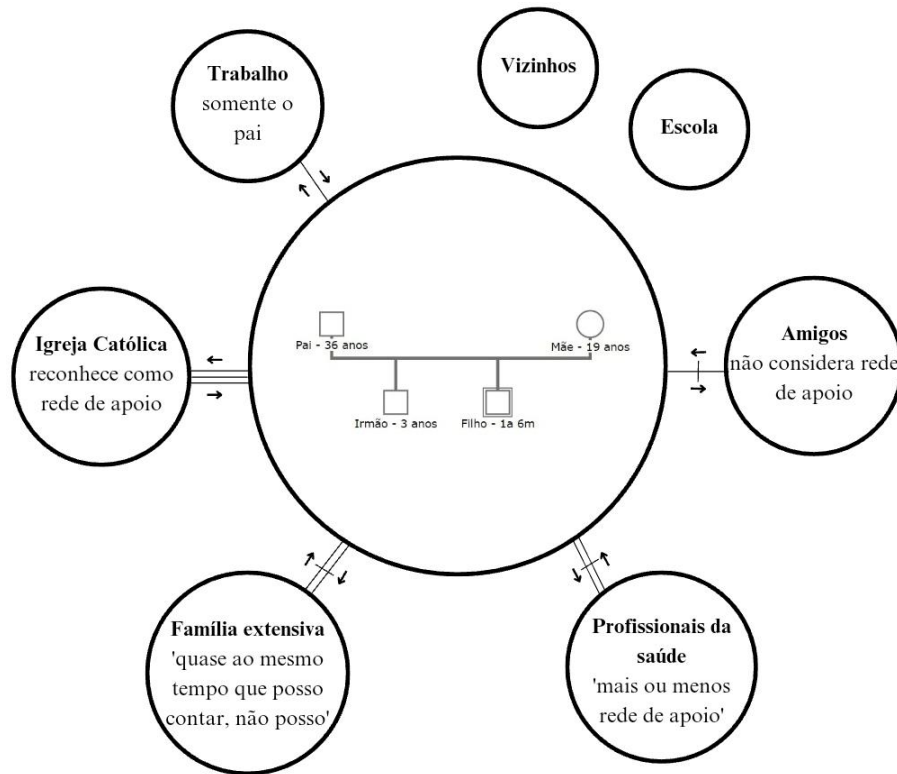 Trabalho
somente o
pai
Vizinhos
Escola
Igreja Católica
reconhece como
rede de apoio
Pai - 36 anos
Mãe - 19 anos
Irmão - 3 anos
Filho - 1a 6m
Amigos
não considera rede
de apoio
Família extensiva
'quase ao mesmo
tempo que posso
contar, não posso'
Profissionais da
saúde
'mais ou menos
rede de apoio'